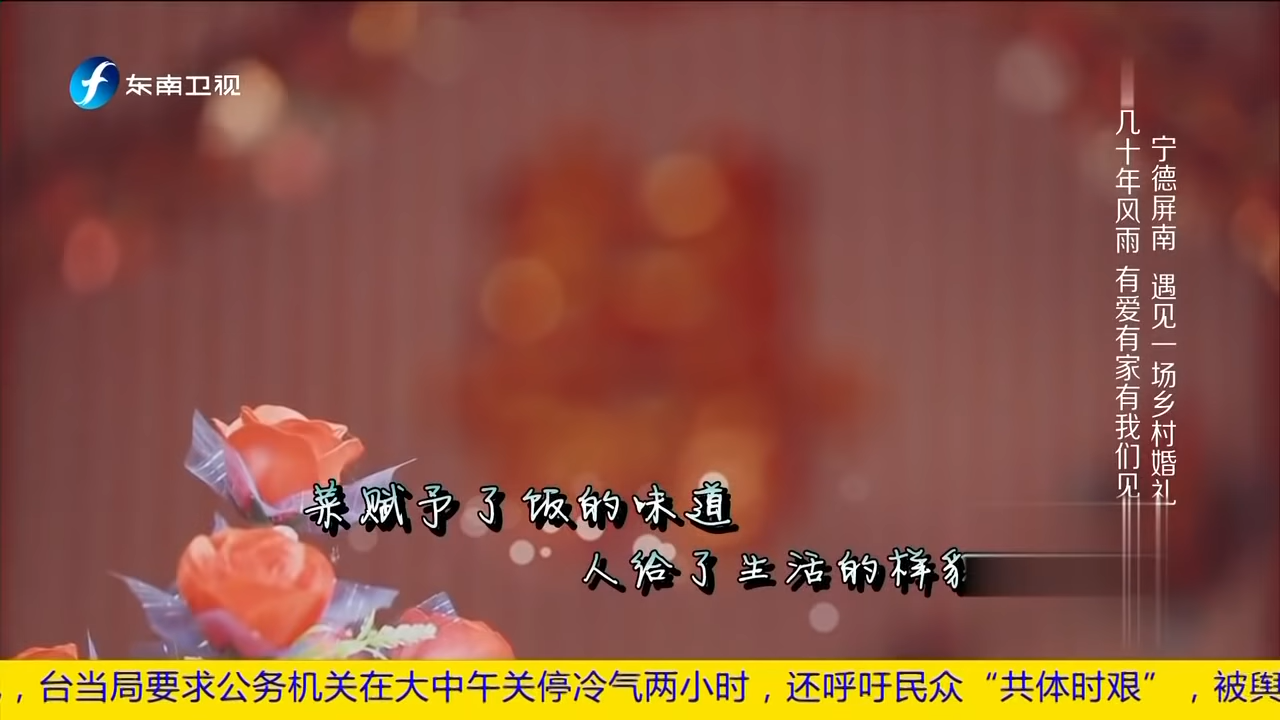 东南卫视
宁德屏南 遇见一场乡村婚礼
几十年风雨 有爱有家有我们见
菜赋予了饭的味道
人给了生活的样
，台当局要求公务机关在大中午关停冷气两小时，还呼吁民众“共体时艰”，被舆